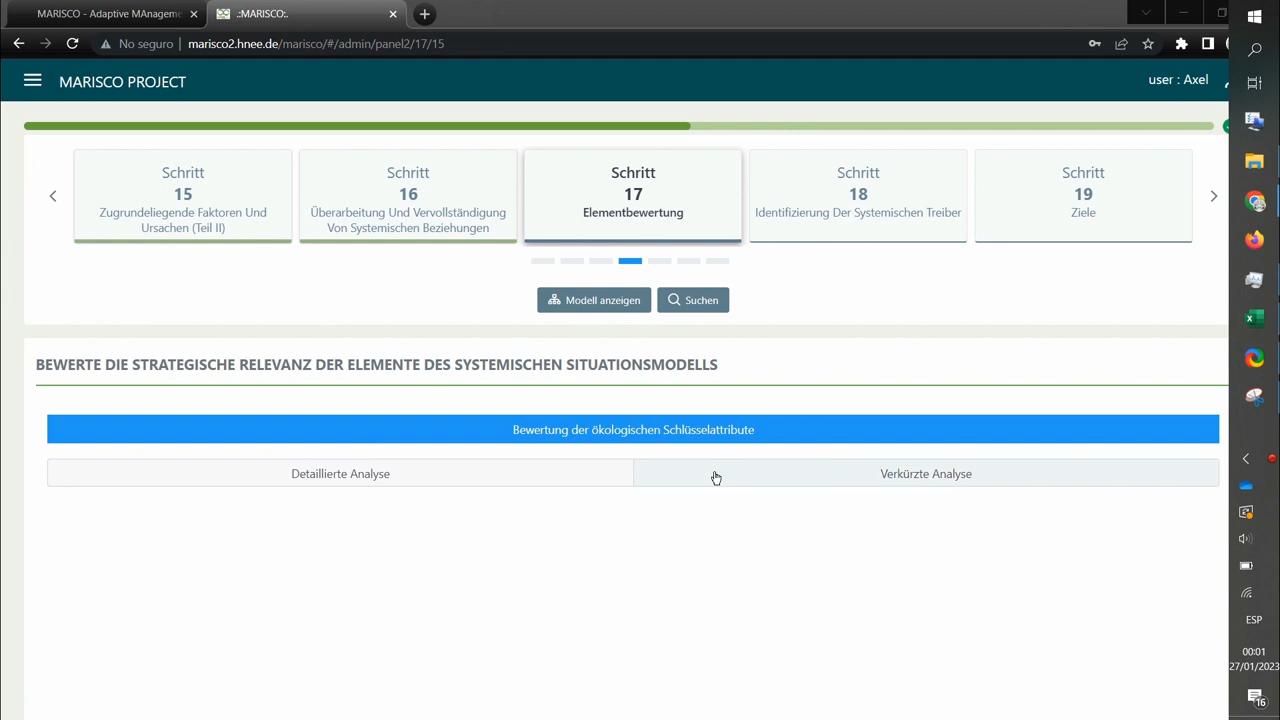 MARISCO - Adaptive MAnageme
.:MARISCO:.
No seguro
marisco2.hnee.de/marisco/#/admin/panel2/17/15
MARISCO PROJECT
user : Axel
Schritt
15
Zugrundeliegende Faktoren Und
Ursachen (Teil II)
Schritt
16
Überarbeitung Und Vervollständigung
Von Systemischen Beziehungen
Schritt
17
Elementbewertung
Schritt
18
Identifizierung Der Systemischen Treiber
Schritt
19
Ziele
Modell anzeigen
Suchen
BEWERTE DIE STRATEGISCHE RELEVANZ DER ELEMENTE DES SYSTEMISCHEN SITUATIONSMODELLS
Bewertung der ökologischen Schlüsselattribute
Detaillierte Analyse
Verkürzte Analyse
ESP
00:01
27/01/2023
16